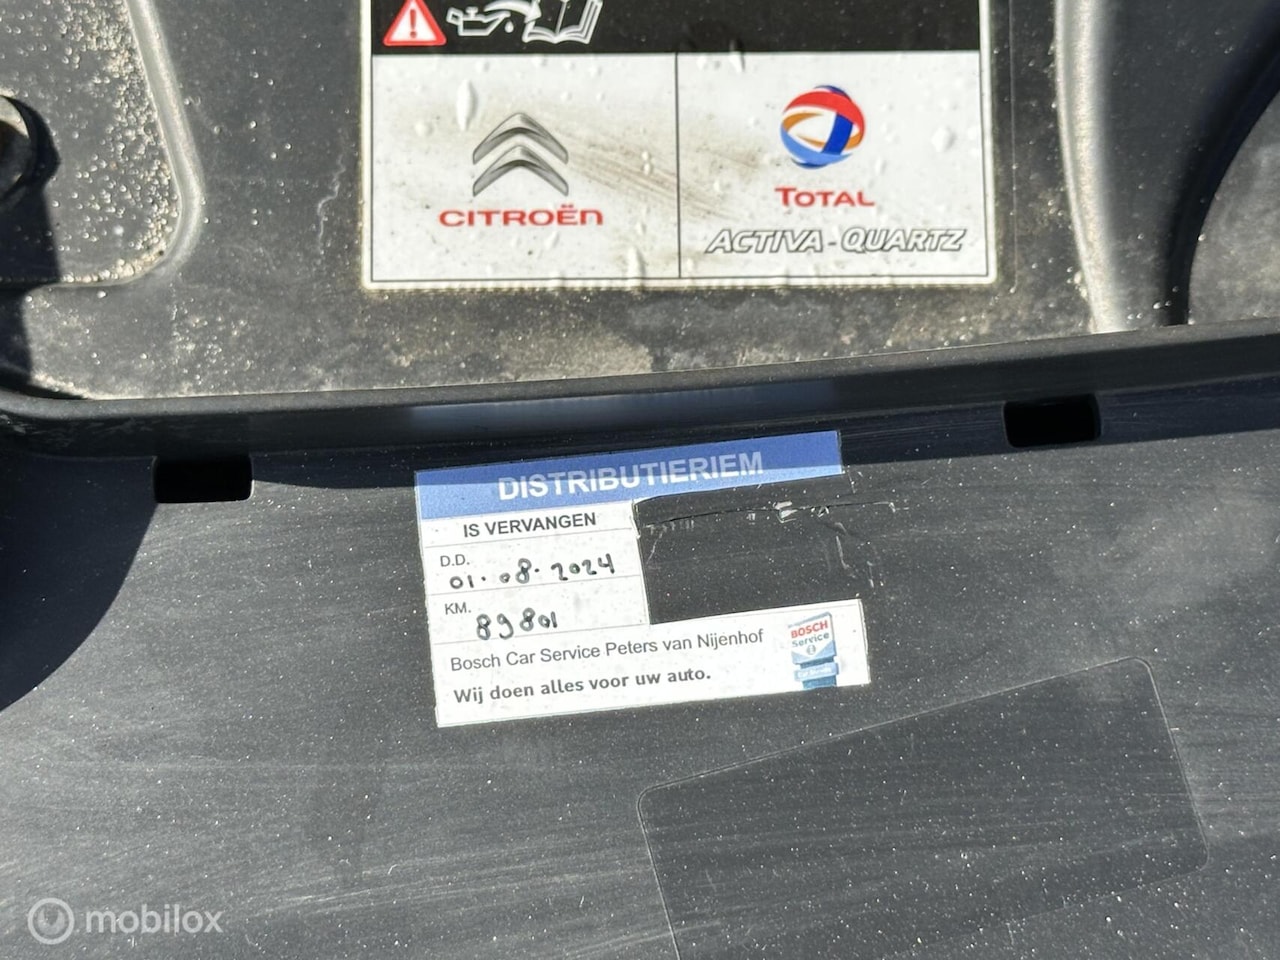 CITROËN
TOTAL
ACTIVA-QUARTZ
DISTRIBUTIERIEM
IS VERVANGEN
D.D.
01-08-2024
KM.
89801
Bosch Car Service Peters van Nijenhof
Wij doen alles voor uw auto.
BOSCH
Service
mobilox